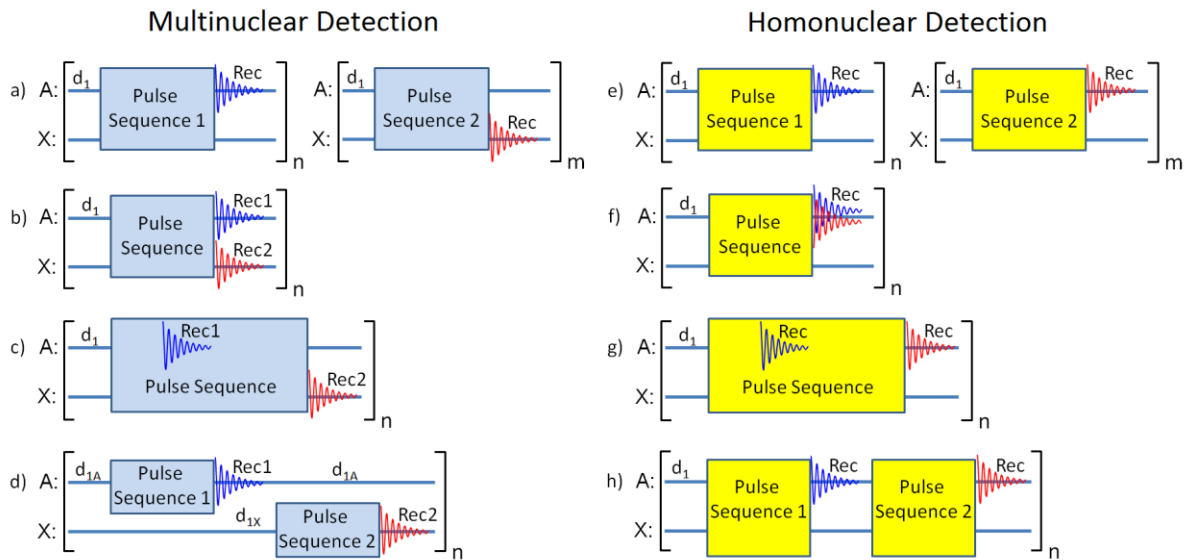 Multinuclear Detection
Homonuclear Detection
a) A: d1 Pulse Sequence 1 Rec
X:
n
A: d1 Pulse Sequence 2
X: Rec
m
b) A: d1 Pulse Sequence Rec1
X: Rec2
n
c) A: d1 Rec1
Pulse Sequence
X: Rec2
n
d) A: d1A Pulse Sequence 1 Rec1 d1A
X: d1X Pulse Sequence 2 Rec2
n
e) A: d1 Pulse Sequence 1 Rec
X:
n
A: d1 Pulse Sequence 2 Rec
X:
m
f) A: d1 Pulse Sequence Rec
X:
n
g) A: d1 Rec Rec
Pulse Sequence
X:
n
h) A: d1 Pulse Sequence 1 Rec Pulse Sequence 2 Rec
X:
n